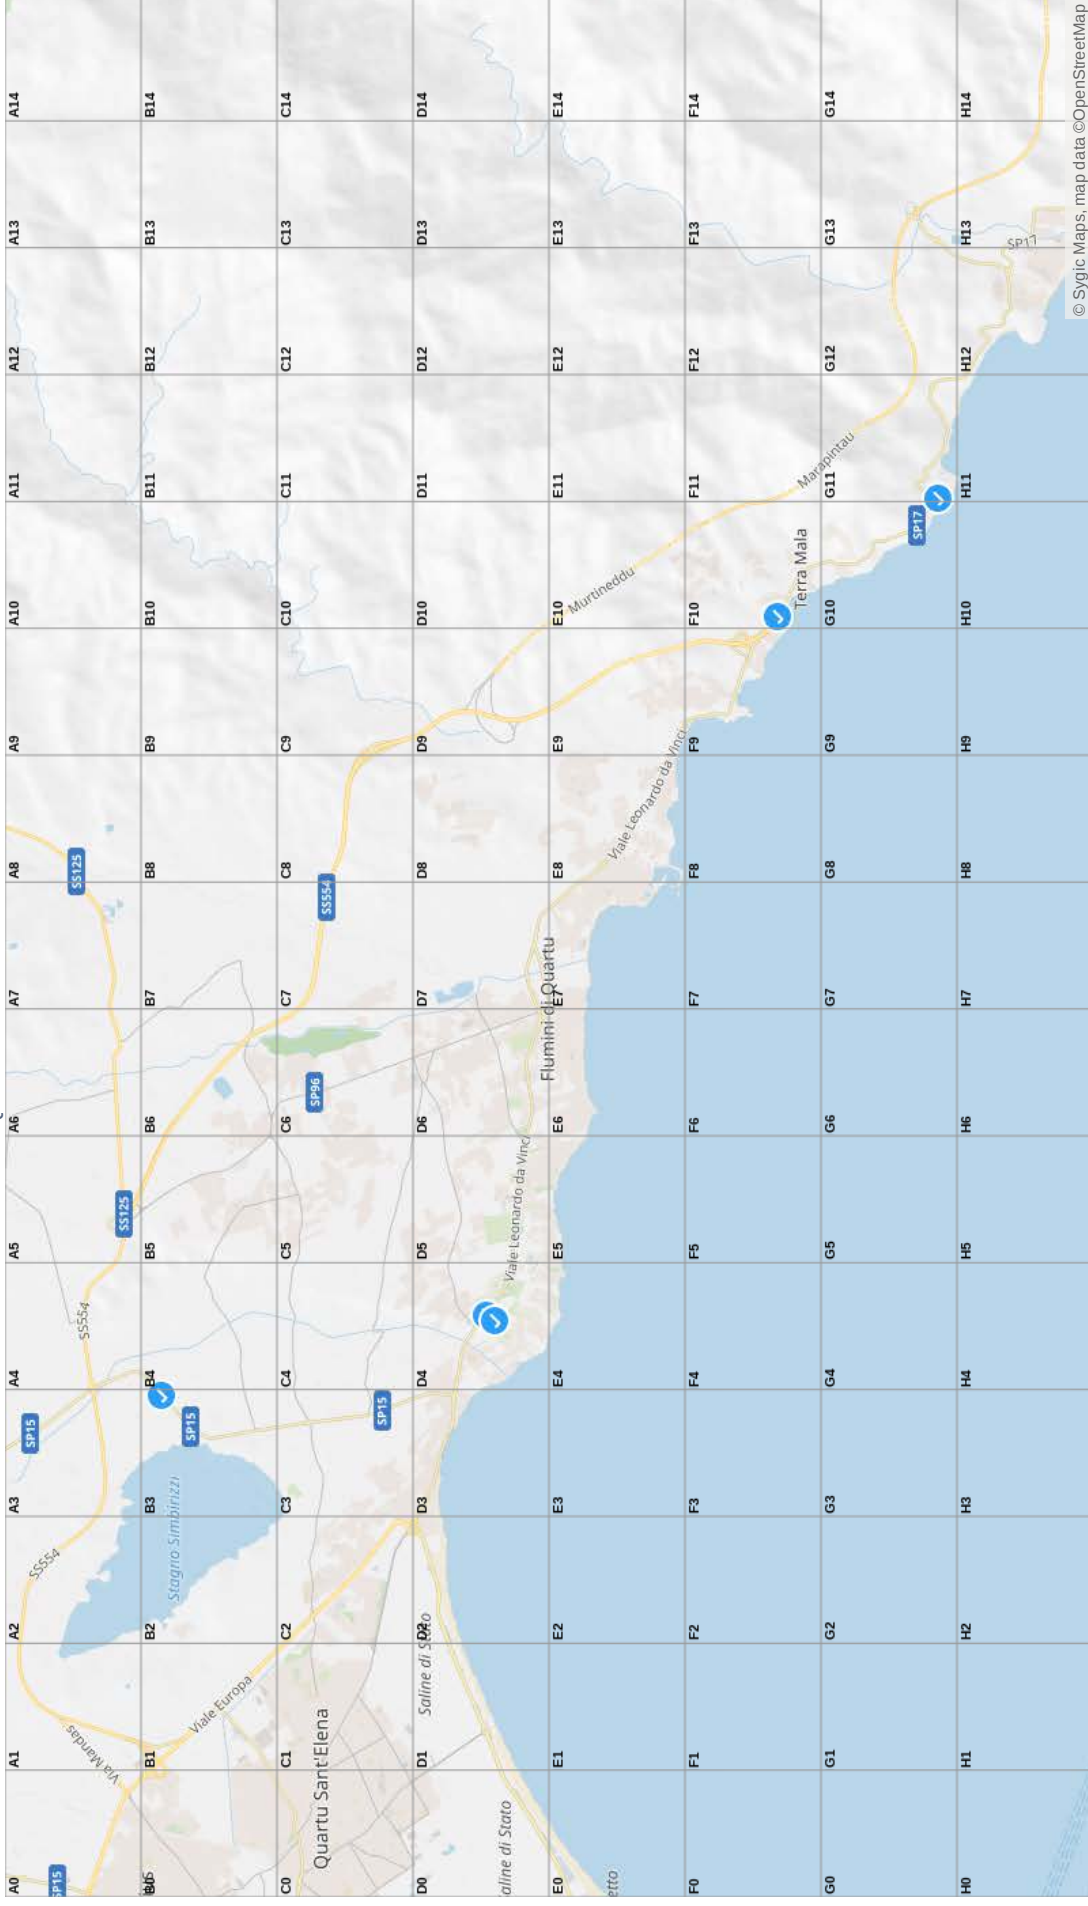 A0
A1
A2
A3
A4
A5
A6
A7
A8
A9
A10
A11
A12
A13
A14
SP15
SS554
P15
SS125
SS554
Via Mandas
SS125
B0
B1
B2
B3
B4
B5
B6
B7
B8
B9
B10
B11
B12
B13
B14
Stagno Simbirizzi
SP15
Viale Europa
C0
C1
C2
C3
C4
C5
C6
C7
C8
C9
C10
C11
C12
C13
C14
SP96
Quartu Sant'Elena
SS554
SP15
D0
D1
D2
D3
D4
D5
D6
D7
D8
D9
D10
D11
D12
D13
D14
Saline di Stato
aline di Stato
Viale Leonardo da Vinci
Flumini di Quartu
E0
E1
E2
E3
E4
E5
E6
E7
E8
E9
E10
E11
E12
E13
E14
Murtineddu
etto
Viale Leonardo da Vinci
F0
F1
F2
F3
F4
F5
F6
F7
F8
F9
F10
F11
F12
F13
F14
Terra Mala
Marapintau
G0
G1
G2
G3
G4
G5
G6
G7
G8
G9
G10
G11
G12
G13
G14
SP17
H0
H1
H2
H3
H4
H5
H6
H7
H8
H9
H10
H11
H12
H13
H14
SP17
© Sygic Maps, map data ©OpenStreetMap